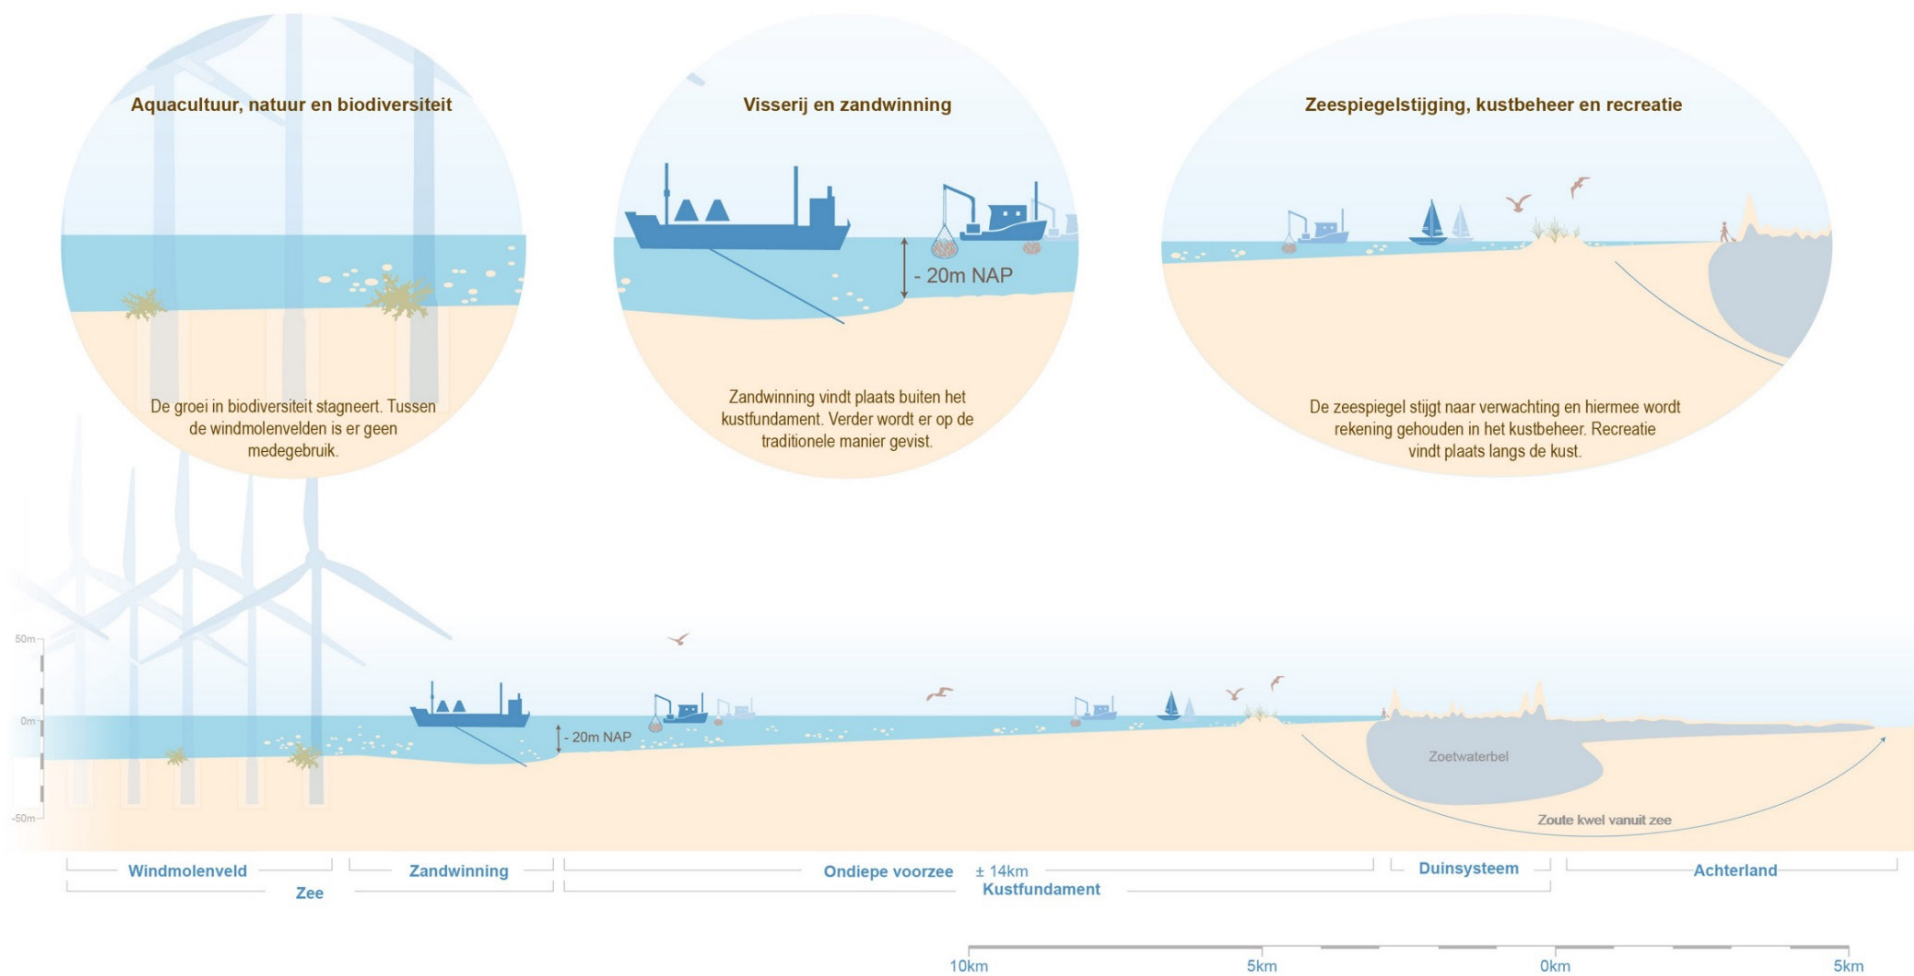 Aquacultuur, natuur en biodiversiteit
De groei in biodiversiteit stagneert. Tussen
de windmolenvelden is er geen
medegebruik.
Visserij en zandwinning
- 20m NAP
Zandwinning vindt plaats buiten het
kustfundament. Verder wordt er op de
traditionele manier gevist.
Zeespiegelstijging, kustbeheer en recreatie
De zeespiegel stijgt naar verwachting en hiermee wordt
rekening gehouden in het kustbeheer. Recreatie
vindt plaats langs de kust.
50m
0m
-50m
- 20m NAP
Zoetwaterbel
Zoute kwel vanuit zee
Windmolenveld
Zandwinning
Ondiepe voorzee ± 14km
Duinsysteem
Achterland
Zee
Kustfundament
10km
5km
0km
5km